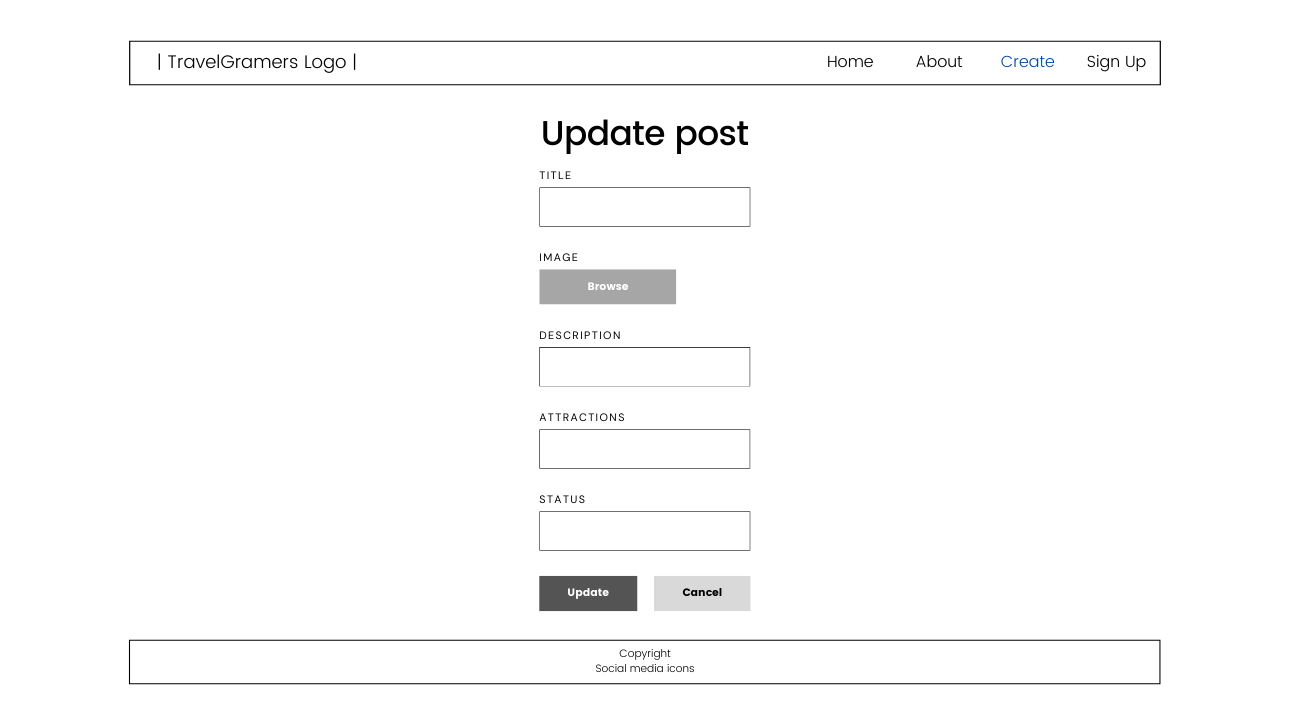 | TravelGramers Logo |
Home About Create Sign Up
Update post
TITLE
IMAGE
Browse
DESCRIPTION
ATTRACTIONS
STATUS
Update Cancel
Copyright
Social media icons